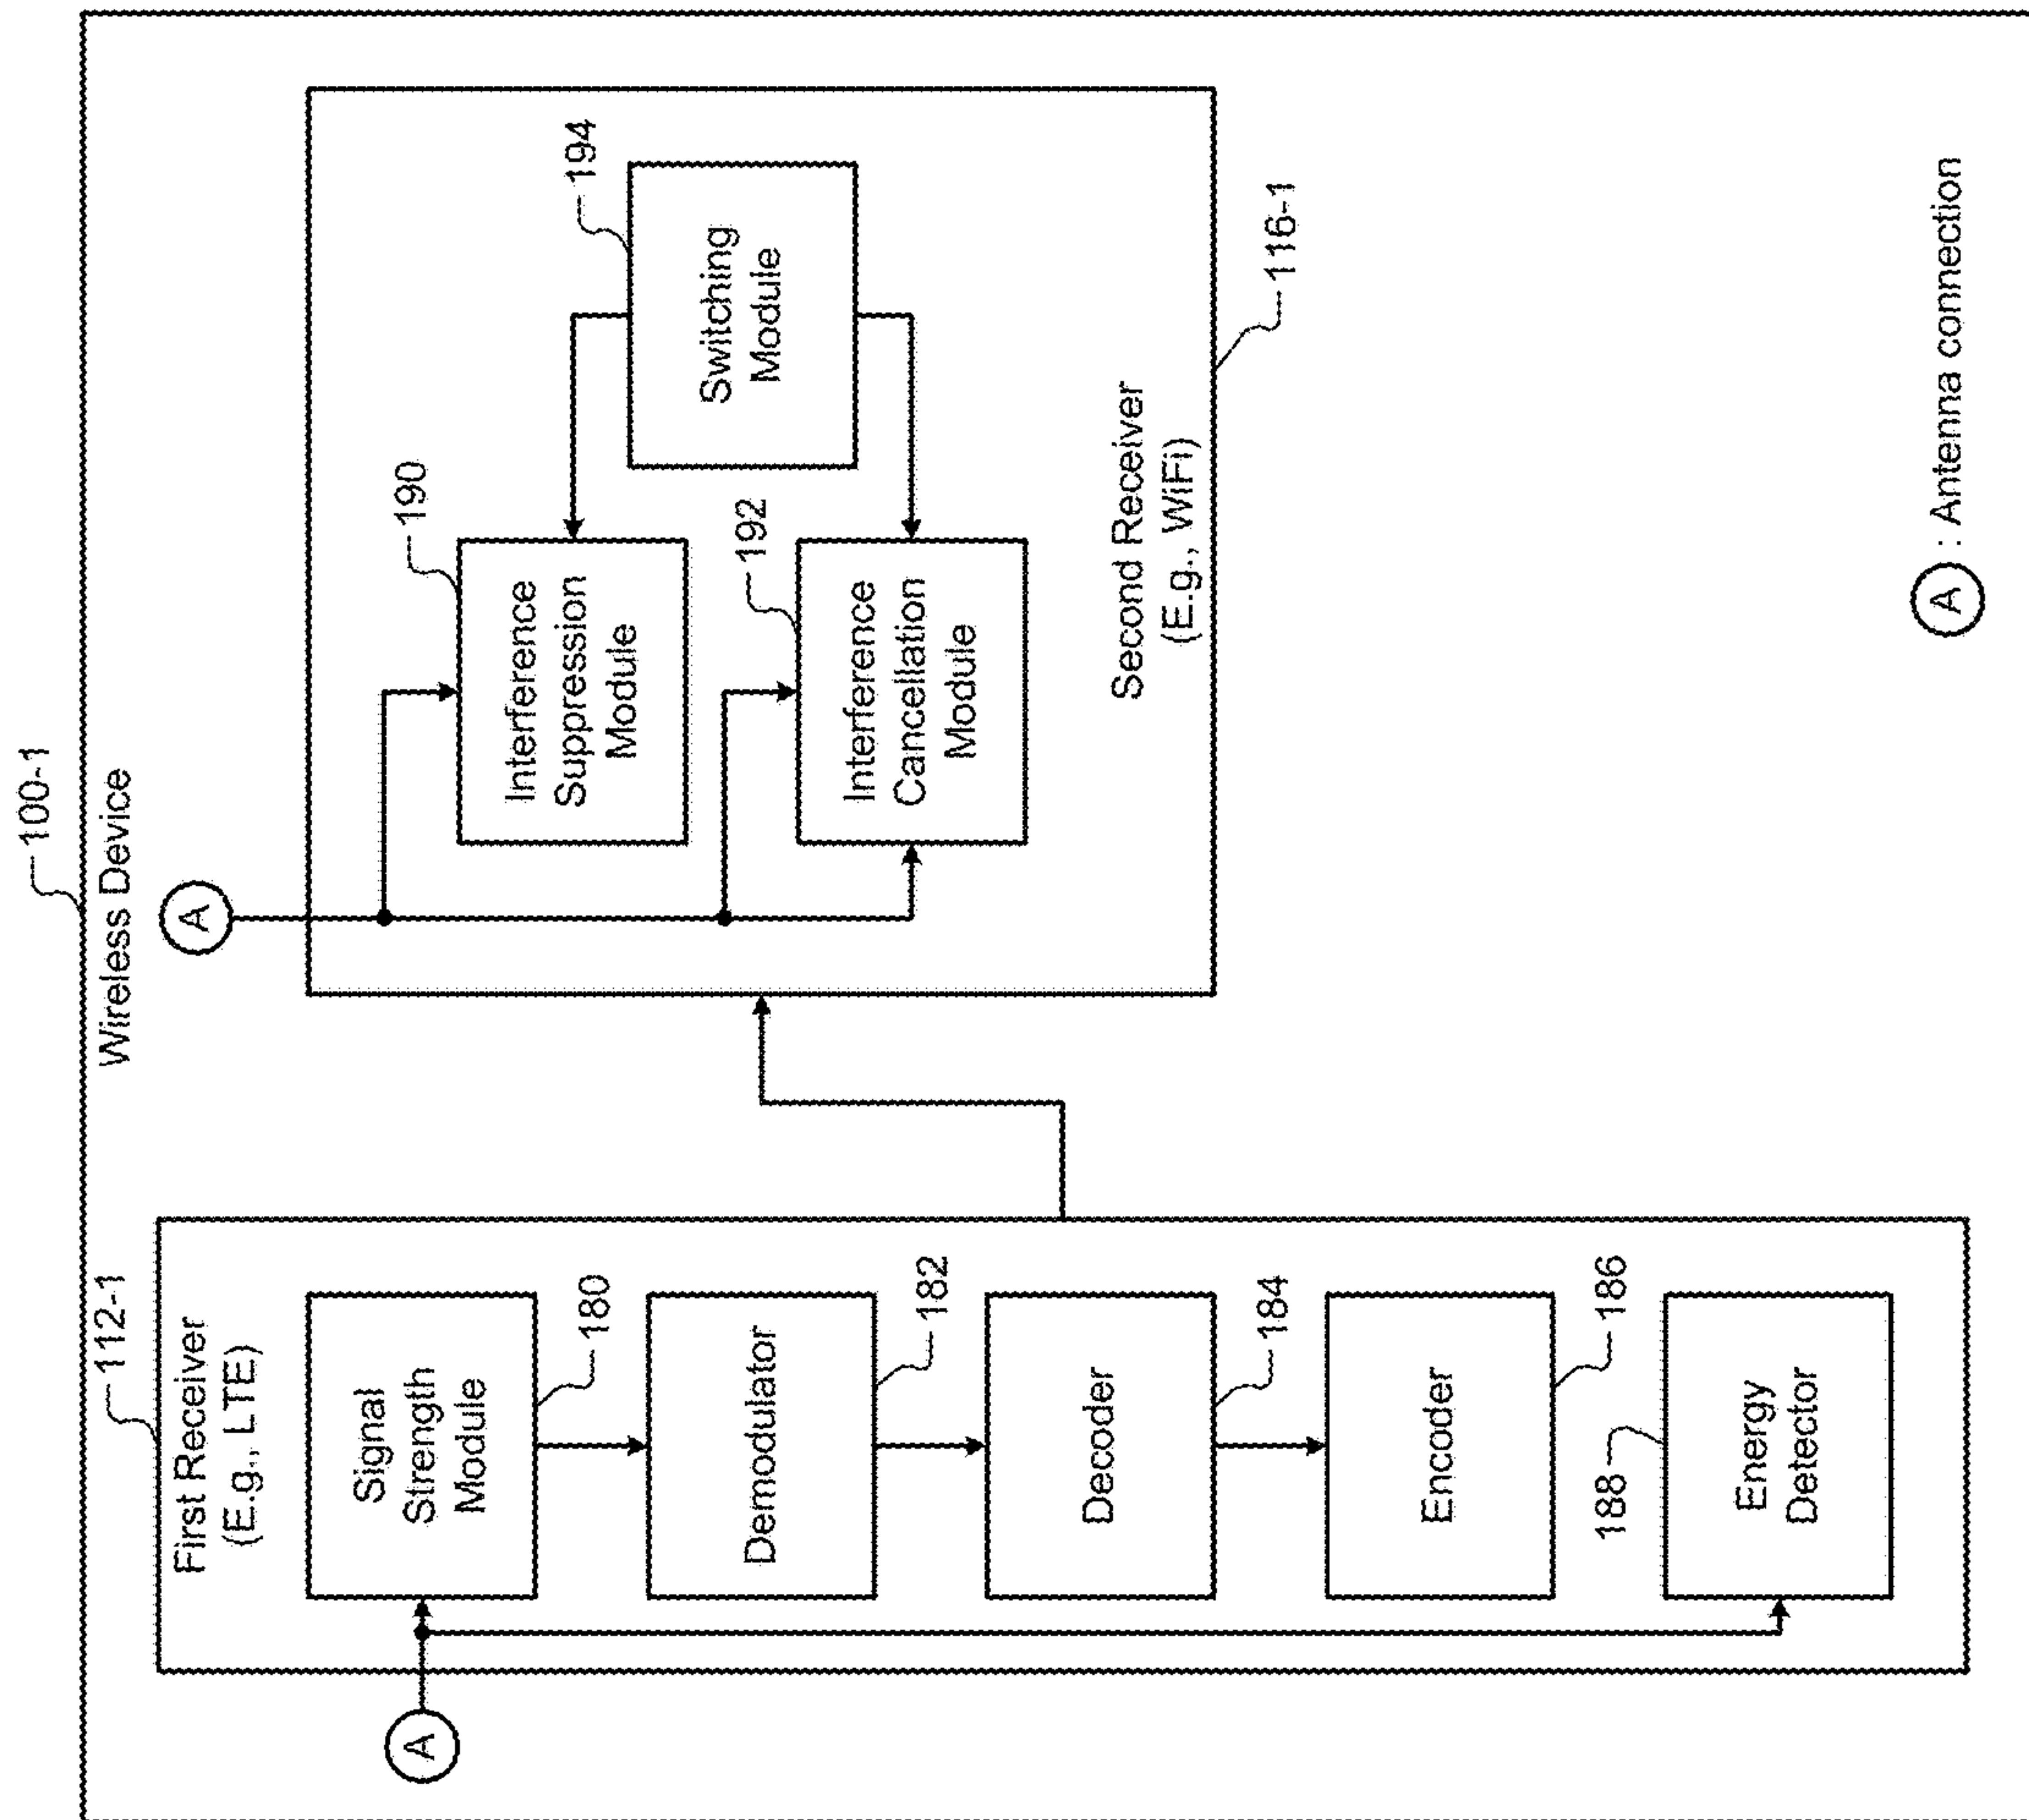 100-1
Wireless Device
112-1
First Receiver
(E.g., LTE)
A
Signal
Strength
Module
180
Demodulator
182
Decoder
184
Encoder
186
188
Energy
Detector
A
190
Interference
Suppression
Module
192
Interference
Cancellation
Module
194
Switching
Module
Second Receiver
(E.g., WiFi)
116-1
A : Antenna connection